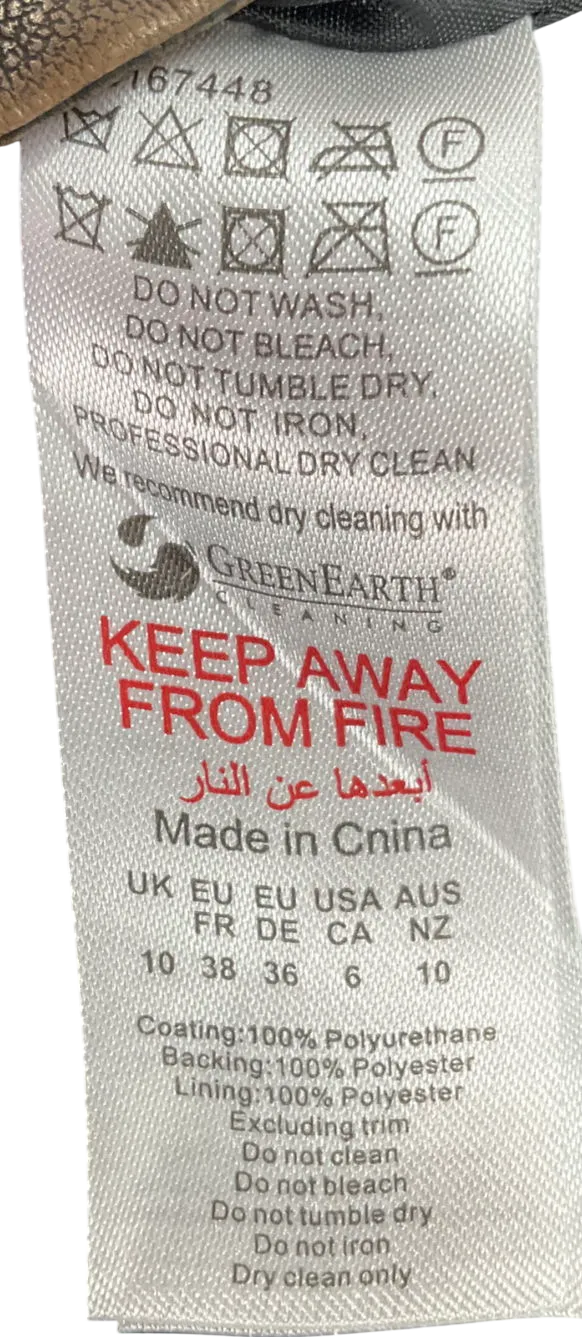 167448
F
F
DO NOT WASH,
DO NOT BLEACH,
DO NOT TUMBLE DRY,
DO NOT IRON,
PROFESSIONAL DRY CLEAN
We recommend dry cleaning with
GREENEARTH®
CLEANING
KEEP AWAY
FROM FIRE
أبعدها عن النار
Made in China
UK EU EU USA AUS
FR DE CA NZ
10 38 36 6 10
Coating:100% Polyurethane
Backing:100% Polyester
Lining:100% Polyester
Excluding trim
Do not clean
Do not bleach
Do not tumble dry
Do not iron
Dry clean only